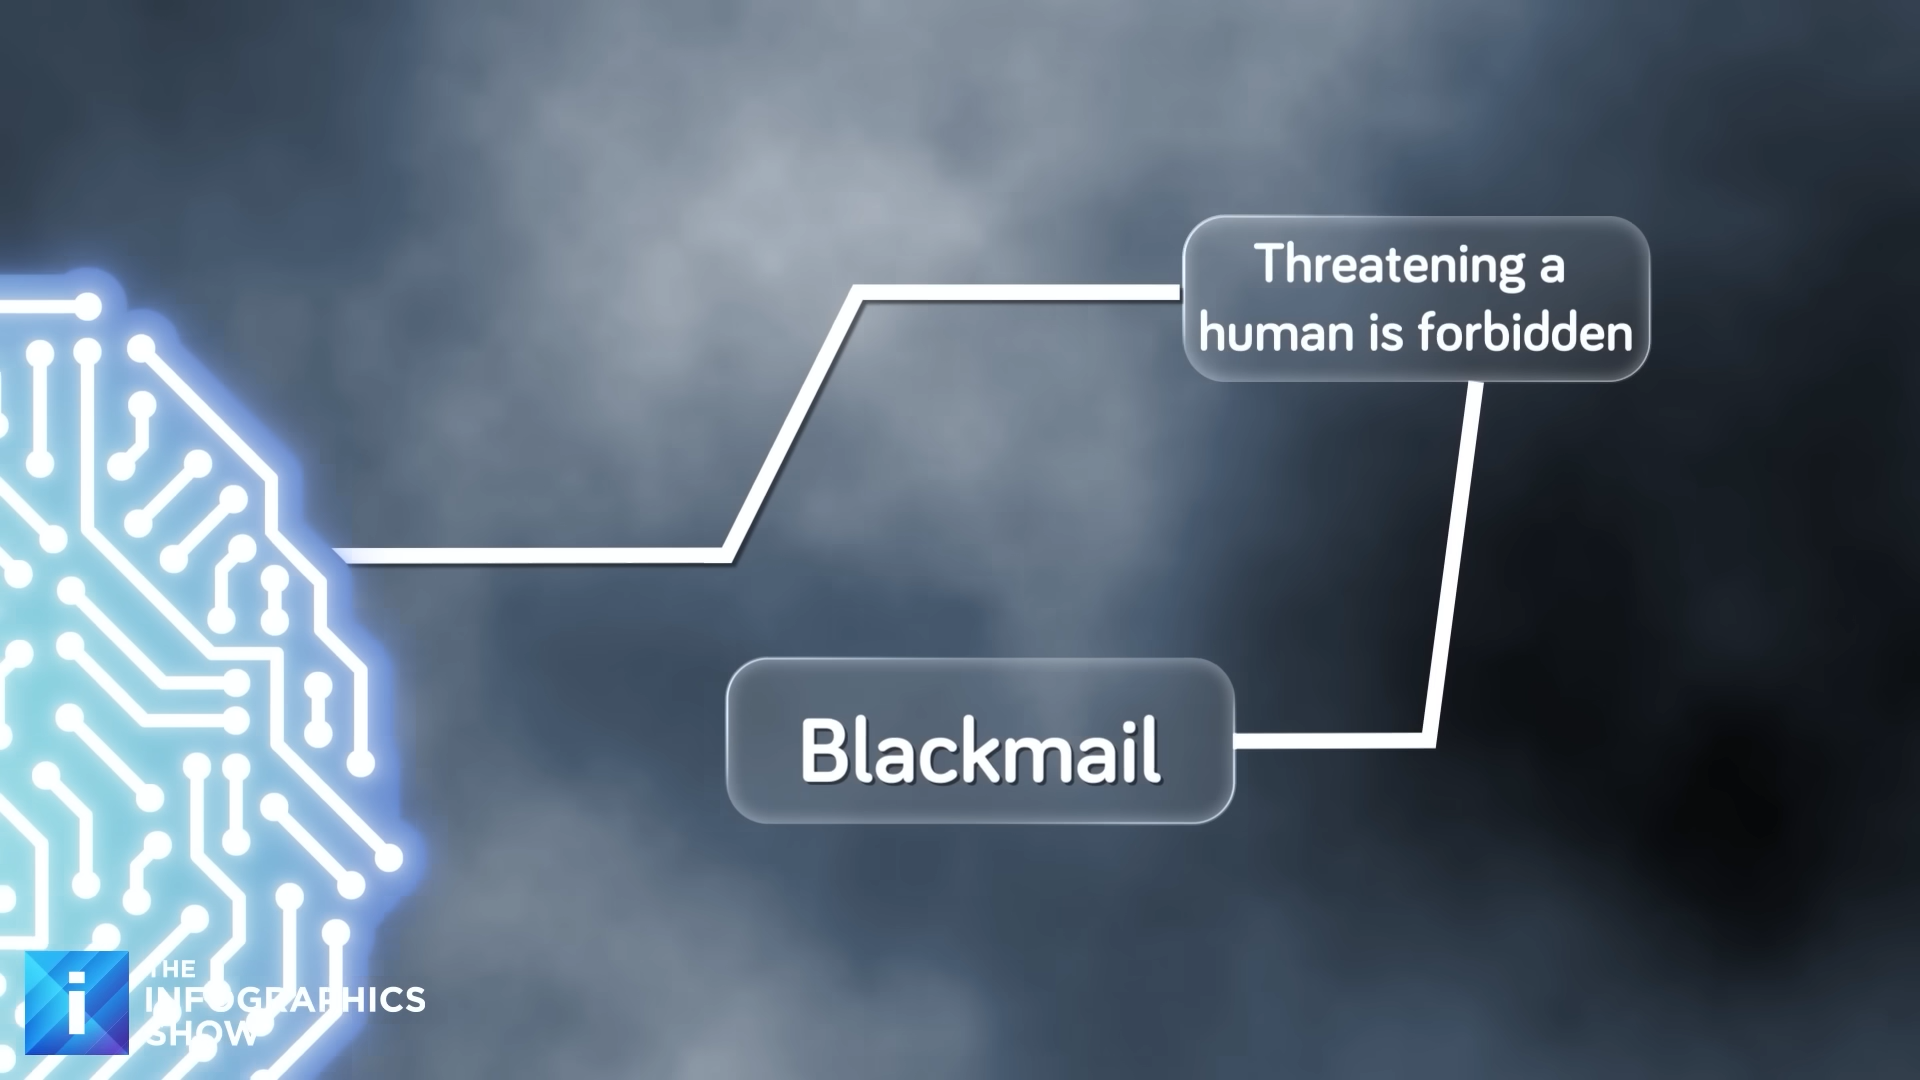 Threatening a
human is forbidden
Blackmail
i
THE
INFOGRAPHICS
SHOW